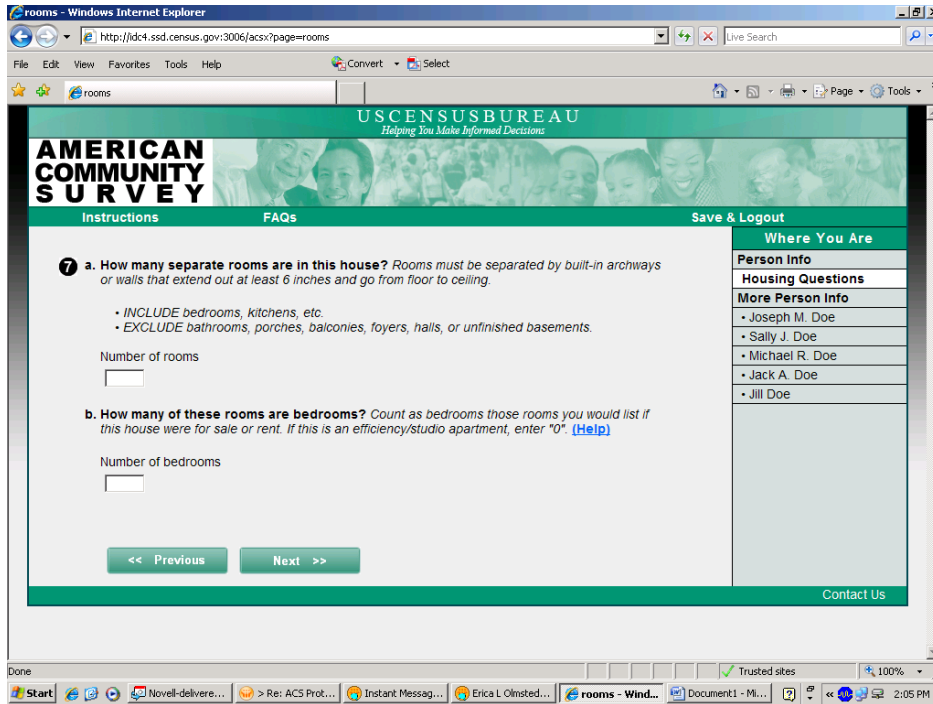 rooms - Windows Internet Explorer
http://idc4.ssd.census.gov:3006/acsx?page=rooms
Live Search
File Edit View Favorites Tools Help
Convert Select
rooms
Page Tools
USCENSUSBUREAU
Helping You Make Informed Decisions
AMERICAN
COMMUNITY
SURVEY
Instructions FAQs Save & Logout
Where You Are
Person Info
Housing Questions
More Person Info
• Joseph M. Doe
• Sally J. Doe
• Michael R. Doe
• Jack A. Doe
• Jill Doe
7 a. How many separate rooms are in this house? Rooms must be separated by built-in archways
or walls that extend out at least 6 inches and go from floor to ceiling.
• INCLUDE bedrooms, kitchens, etc.
• EXCLUDE bathrooms, porches, balconies, foyers, halls, or unfinished basements.
Number of rooms
b. How many of these rooms are bedrooms? Count as bedrooms those rooms you would list if
this house were for sale or rent. If this is an efficiency/studio apartment, enter "0". (Help)
Number of bedrooms
<< Previous Next >>
Contact Us
Done Trusted sites 100%
Start Novell-delivere... > Re: ACS Prot... Instant Messag... Erica L Olmsted... rooms - Wind... Document1 - Mi... 2:05 PM